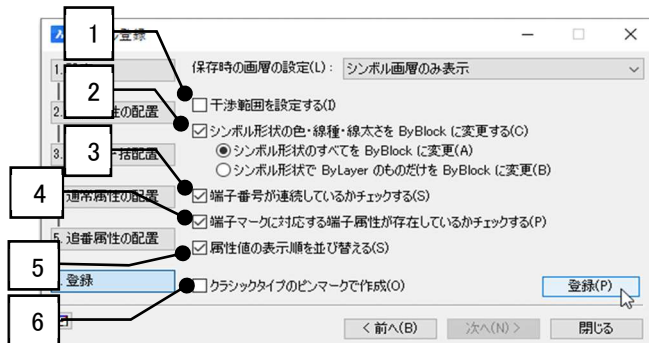 1
ル登録
保存時の画層の設定(L): シンボル画層のみ表示
1.
2
干渉範囲を設定する(I)
2. 性の配置
シンボル形状の色・線種・線太さを ByBlock に変更する(C)
シンボル形状のすべてを ByBlock に変更(A)
3. 括配置
シンボル形状で ByLayer のものだけを ByBlock に変更(B)
3
端子番号が連続しているかチェックする(S)
4
通常属性の配置
端子マークに対応する端子属性が存在しているかチェックする(P)
5. 追番属性の配置
属性値の表示順を並び替える(S)
5
登録
クラシックタイプのピンマークで作成(O)
登録(P)
6
< 前へ(B)
次へ(N) >
閉じる